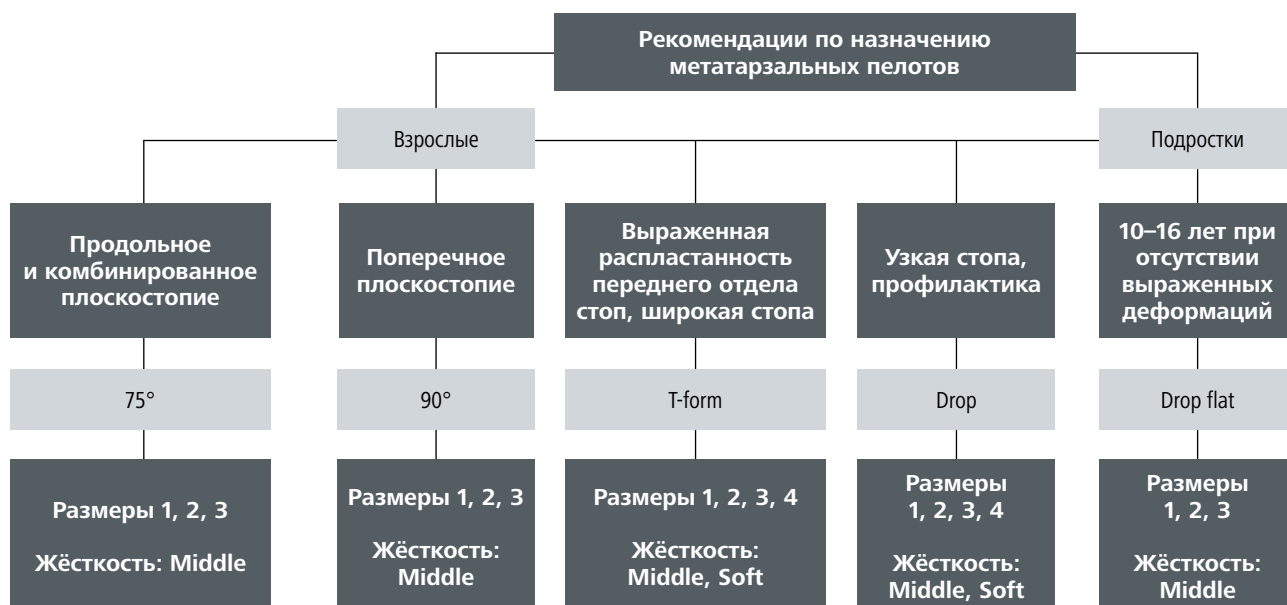 Рекомендации по назначению
метатарзальных пелотов
Взрослые
Подростки
Продольное
и комбинированное
плоскостопие
Поперечное
плоскостопие
Выраженная
распластанность
переднего отдела
стоп, широкая стопа
Узкая стопа,
профилактика
10–16 лет при
отсутствии
выраженных
деформаций
75°
90°
T-form
Drop
Drop flat
Размеры 1, 2, 3
Жёсткость: Middle
Размеры 1, 2, 3
Жёсткость:
Middle
Размеры 1, 2, 3, 4
Жёсткость:
Middle, Soft
Размеры
1, 2, 3, 4
Жёсткость:
Middle, Soft
Размеры
1, 2, 3
Жёсткость:
Middle